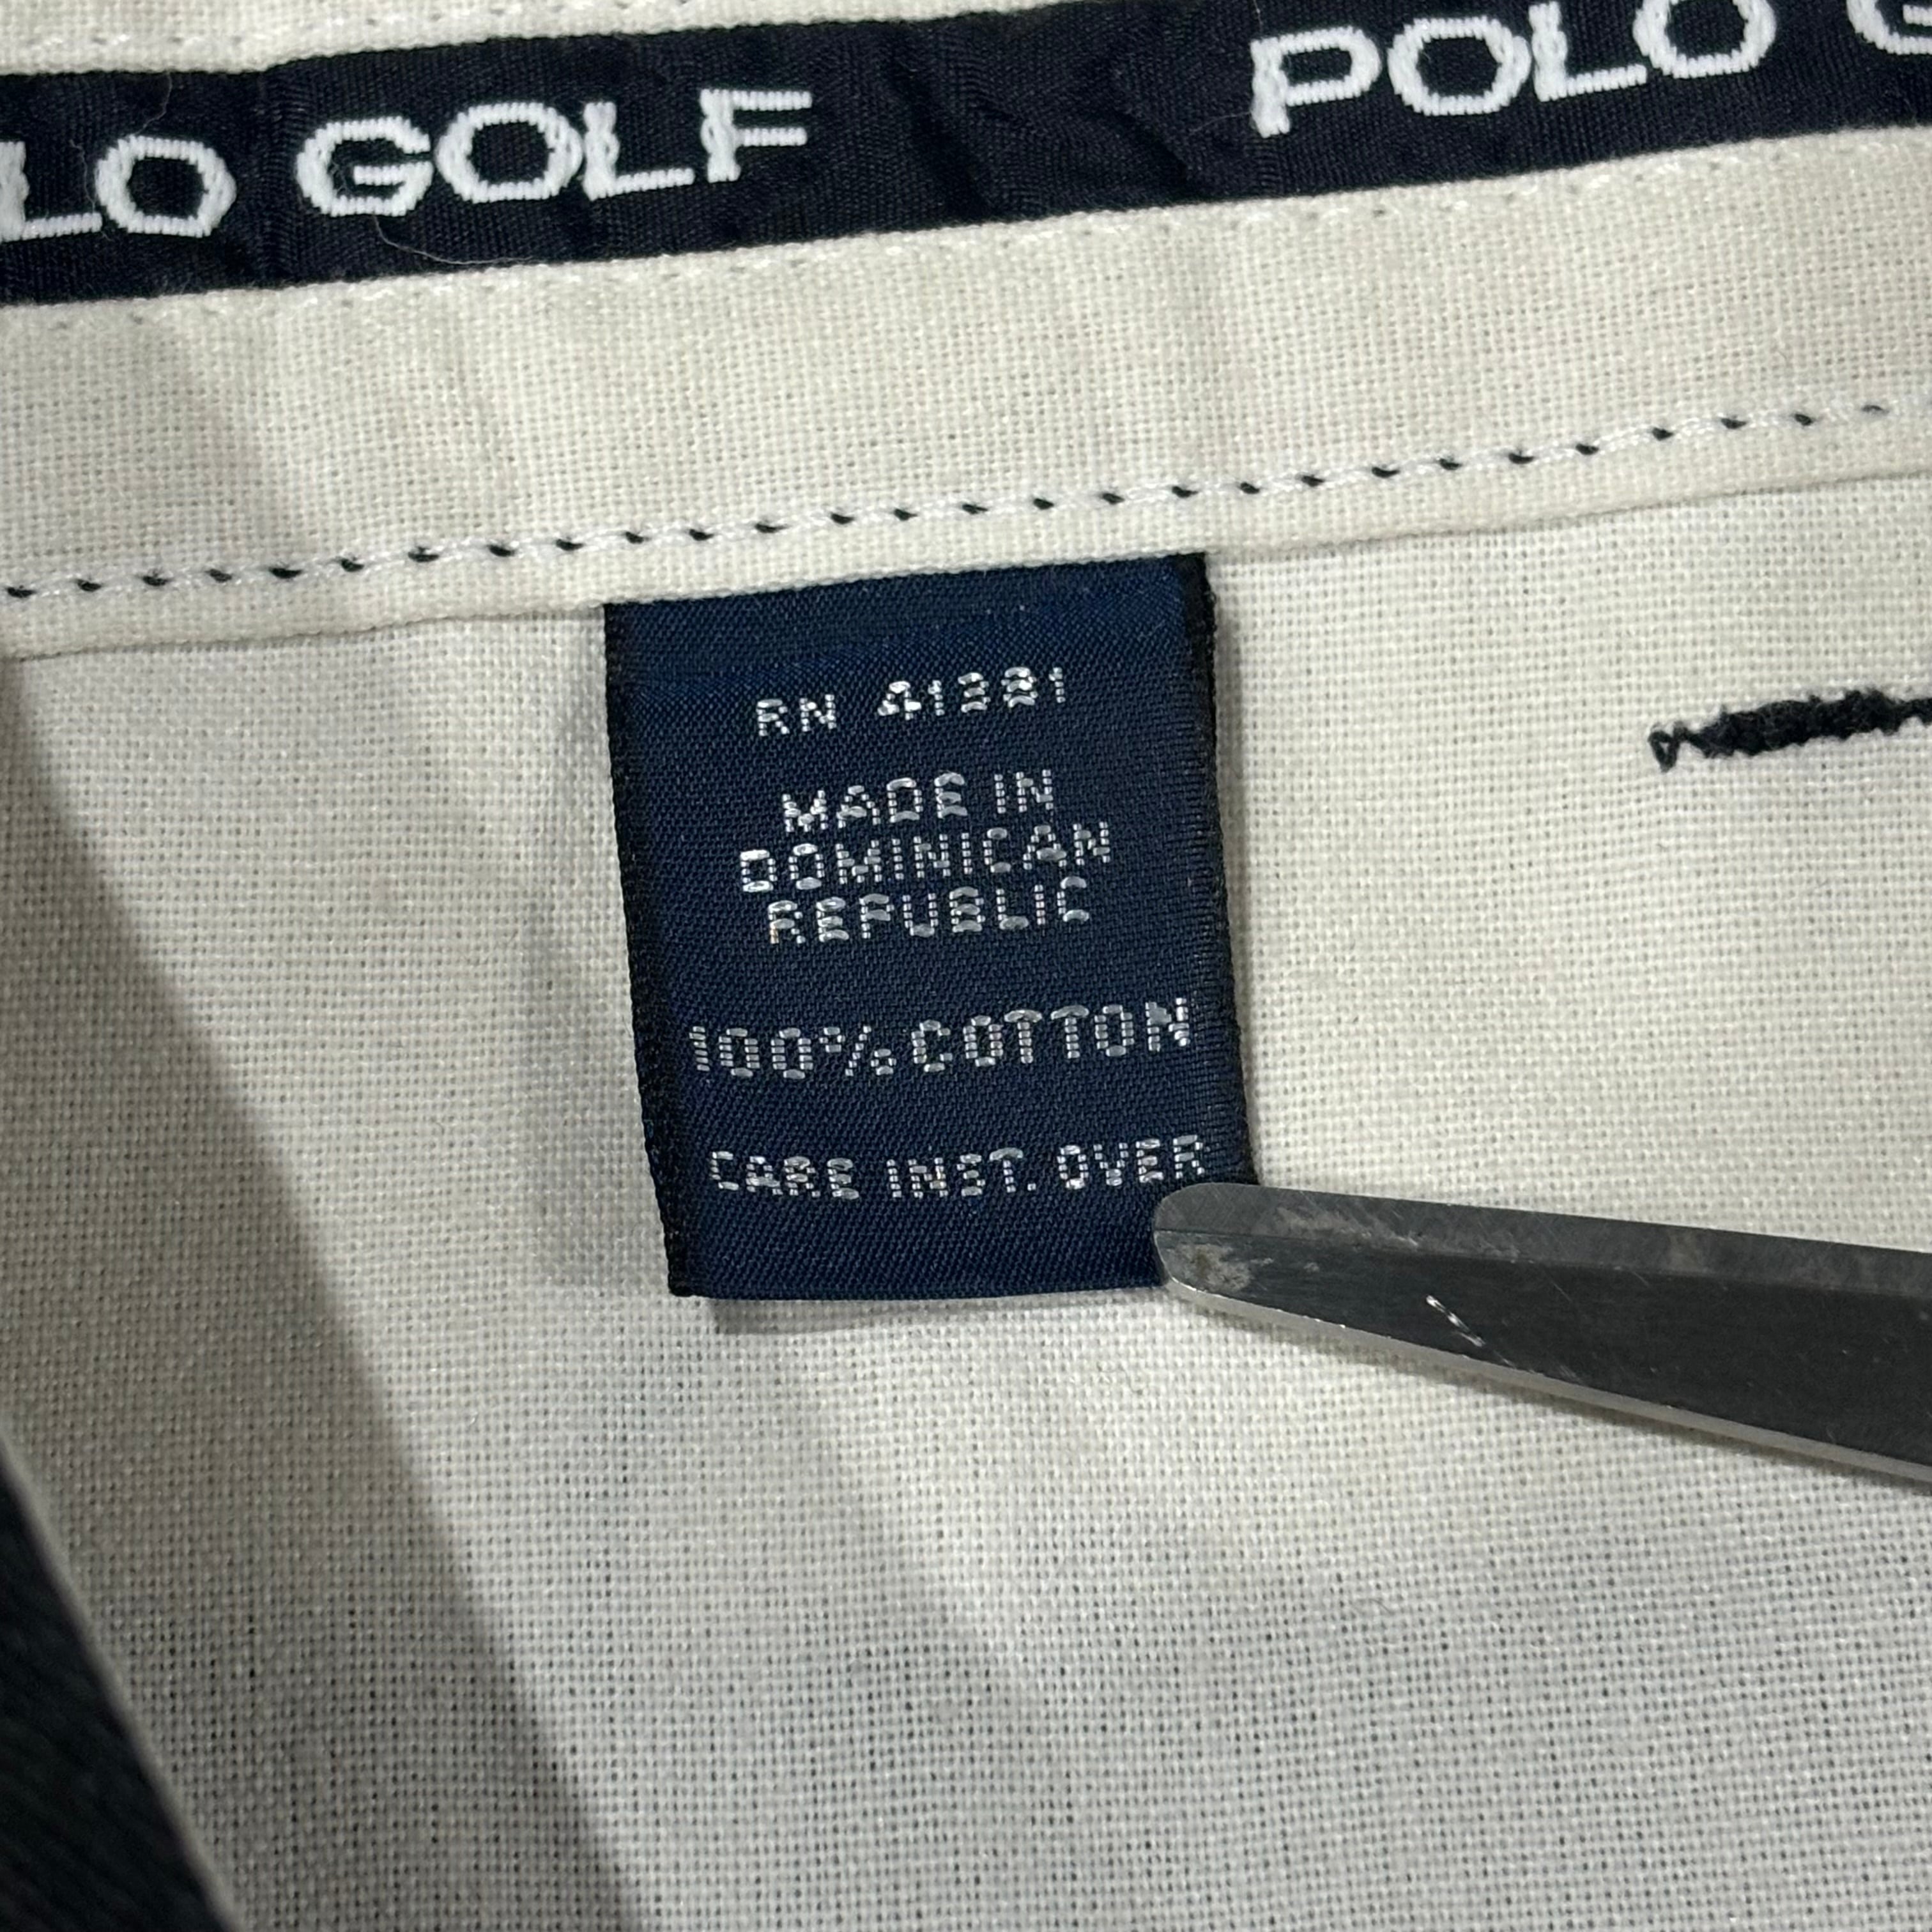 LO GOLF
POLO G
RN 41381
MADE IN
DOMINICAN
REPUBLIC
100% COTTON
CARE INST. OVER